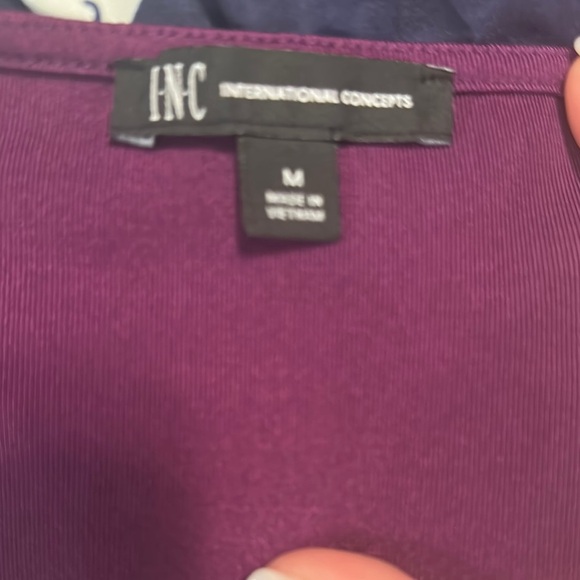 I·N·C INTERNATIONAL CONCEPTS
M
MADE IN
VIETNAM